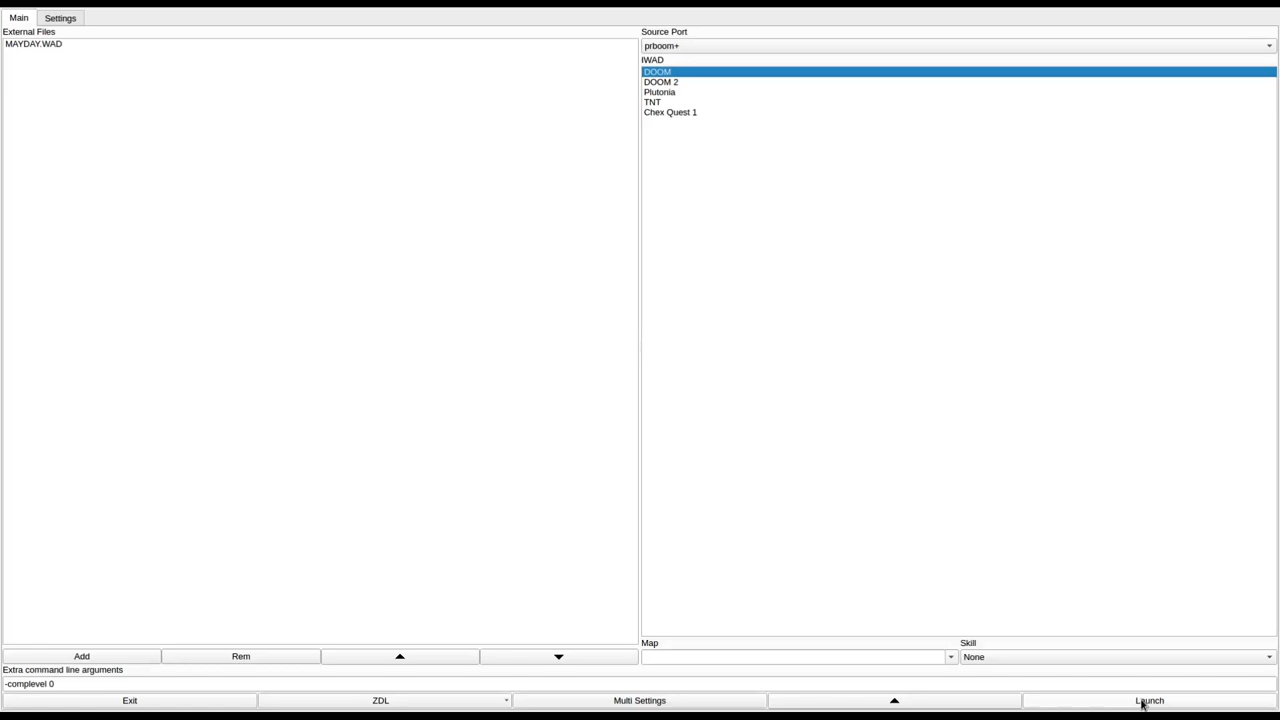 Main Settings
External Files
MAYDAY.WAD
Source Port
prboom+
IWAD
DOOM
DOOM 2
Plutonia
TNT
Chex Quest 1
Map
Skill
None
Add
Rem
Extra command line arguments
-complevel 0
Exit
ZDL
Multi Settings
Launch